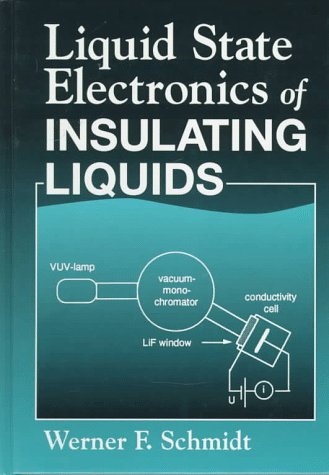 Liquid State
Electronics of
INSULATING
LIQUIDS
VUV-lamp
vacuum-
mono-
chromator
conductivity
cell
LiF window
U
i
Werner F. Schmidt